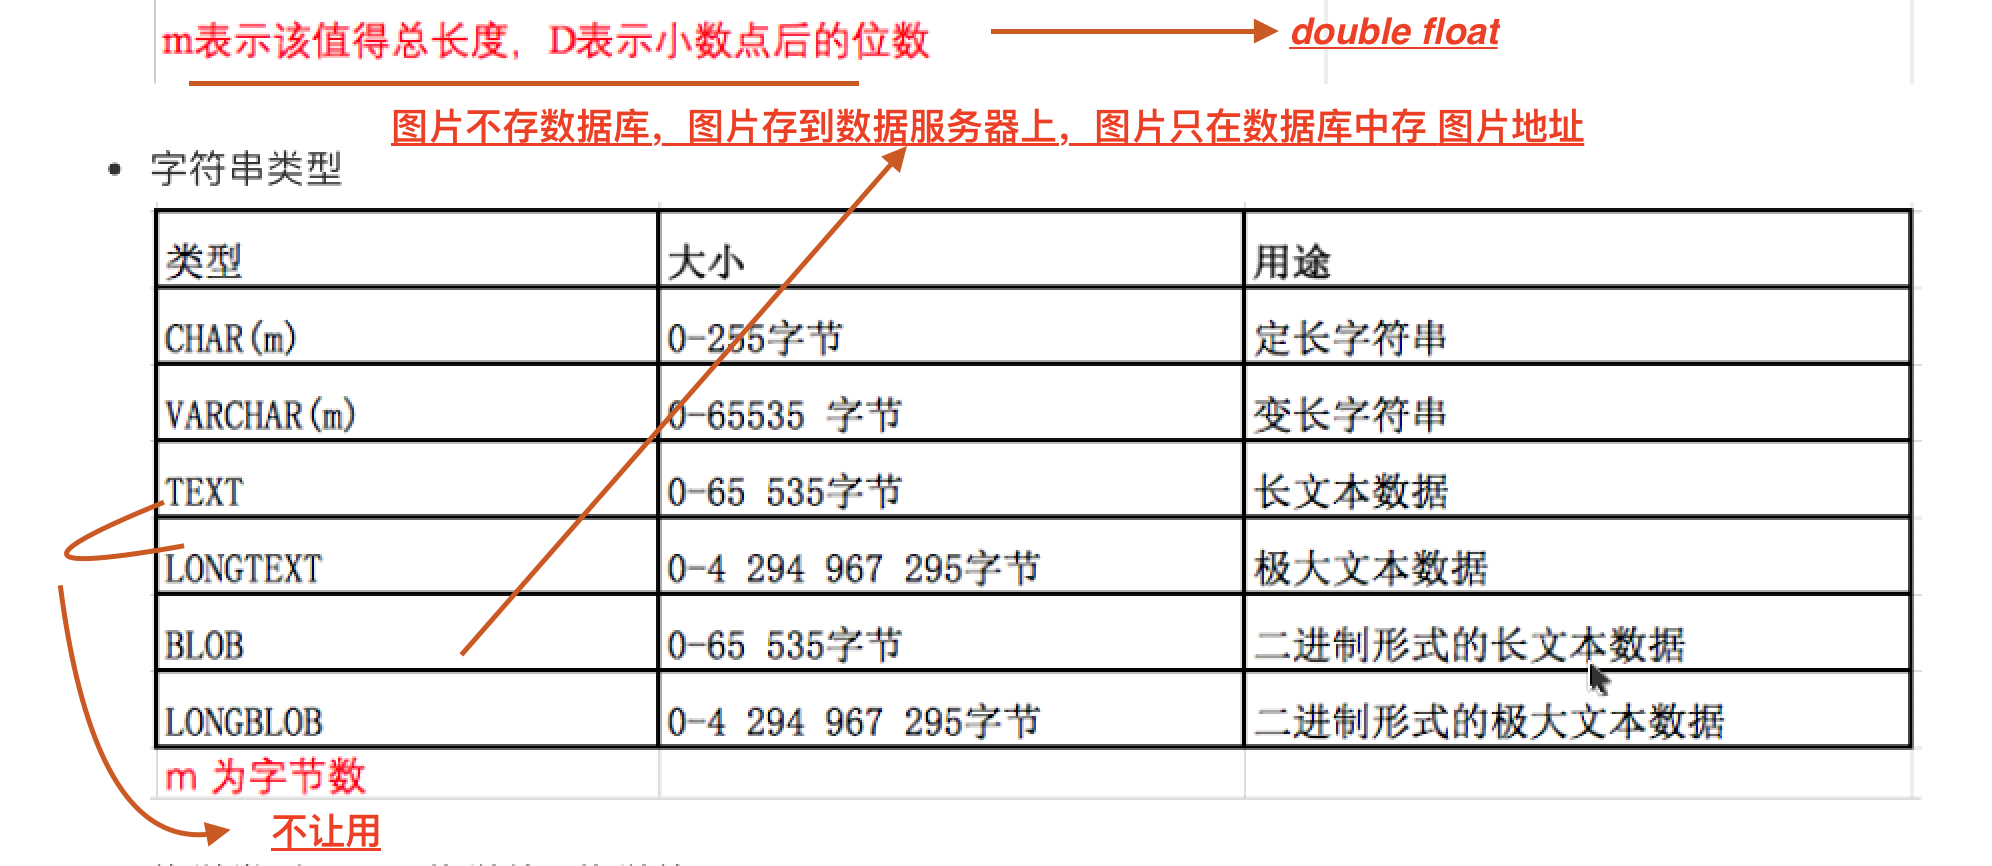 m表示该值得总长度，D表示小数点后的位数
double float
图片不存数据库，图片存到数据服务器上，图片只在数据库中存 图片地址
字符串类型
类型 大小 用途
CHAR(m) 0-255字节 定长字符串
VARCHAR(m) 0-65535 字节 变长字符串
TEXT 0-65 535字节 长文本数据
LONGTEXT 0-4 294 967 295字节 极大文本数据
BLOB 0-65 535字节 二进制形式的长文本数据
LONGBLOB 0-4 294 967 295字节 二进制形式的极大文本数据
m 为字节数
不让用